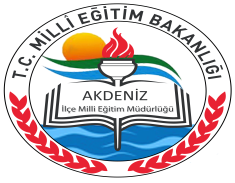 T.C. MİLLİ EĞİTİM BAKANLIĞI
AKDENİZ
İlçe Milli Eğitim Müdürlüğü